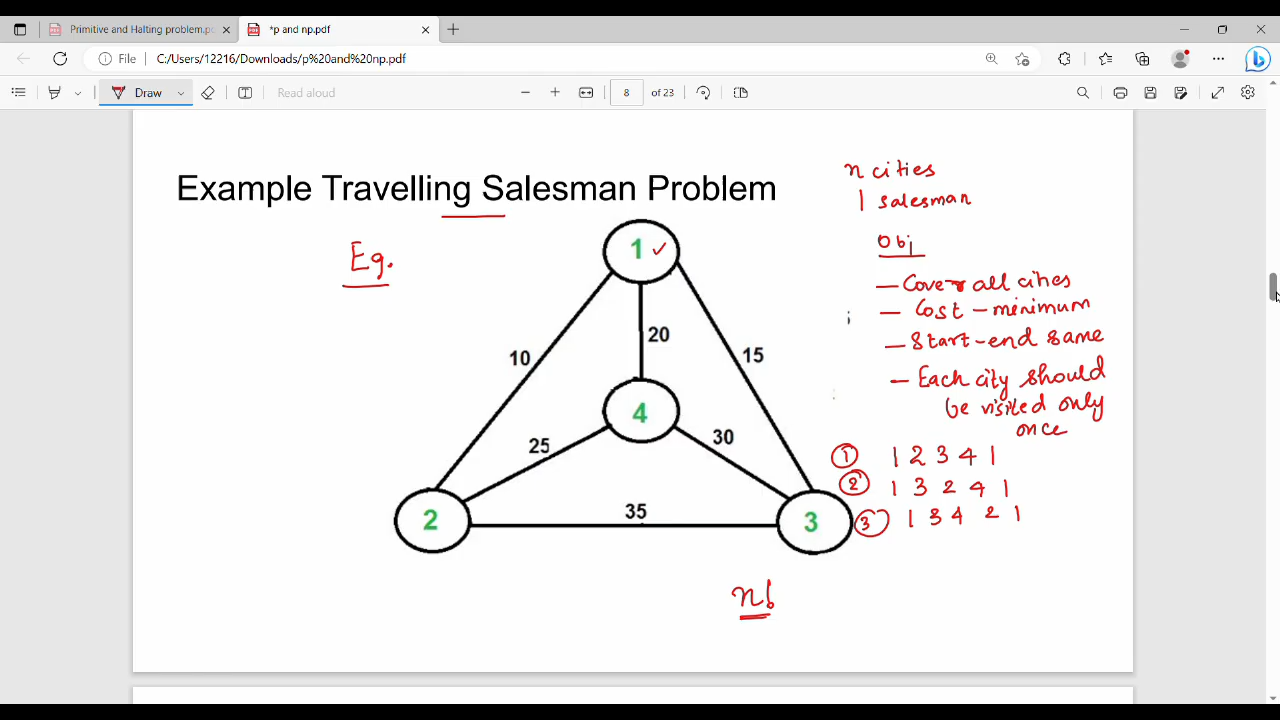 Primitive and Halting problem.pc
*p and np.pdf
File
C:/Users/12216/Downloads/p%20and%20np.pdf
Draw
Read aloud
8
of 23
Example Travelling Salesman Problem
Eg.
n cities
1 salesman
Obj
— Cover all cities
— Cost - minimum
— Start-end same
— Each city should
be visited only
once
① 1 2 3 4 1
② 1 3 2 4 1
③ 1 3 4 2 1
1 ✓
20
10
15
4
25
30
2
35
3
n!